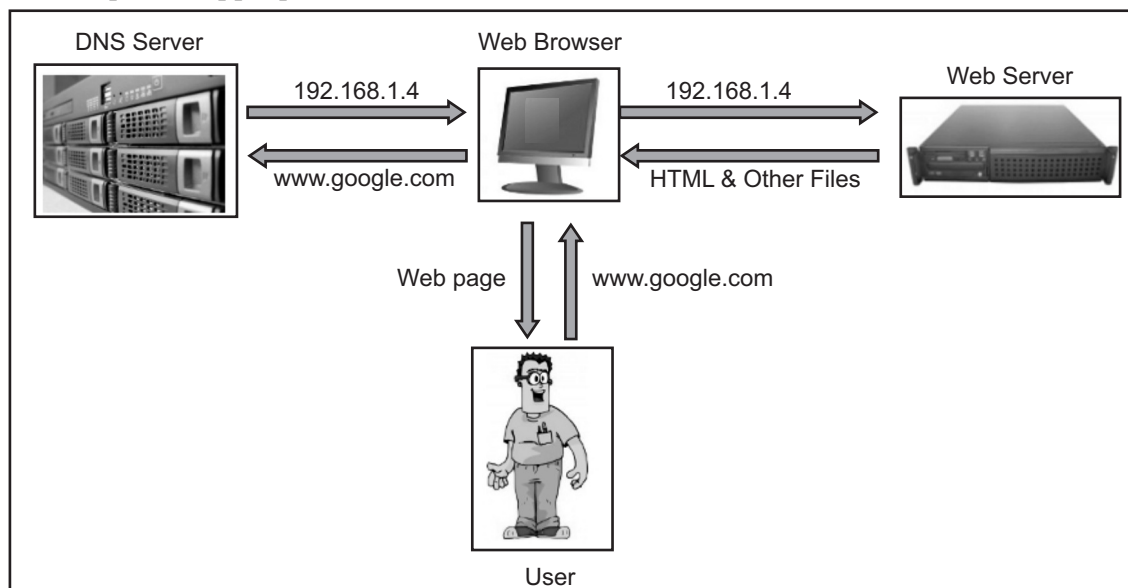 DNS Server
Web Browser
Web Server
192.168.1.4
192.168.1.4
www.google.com
HTML & Other Files
Web page
www.google.com
User